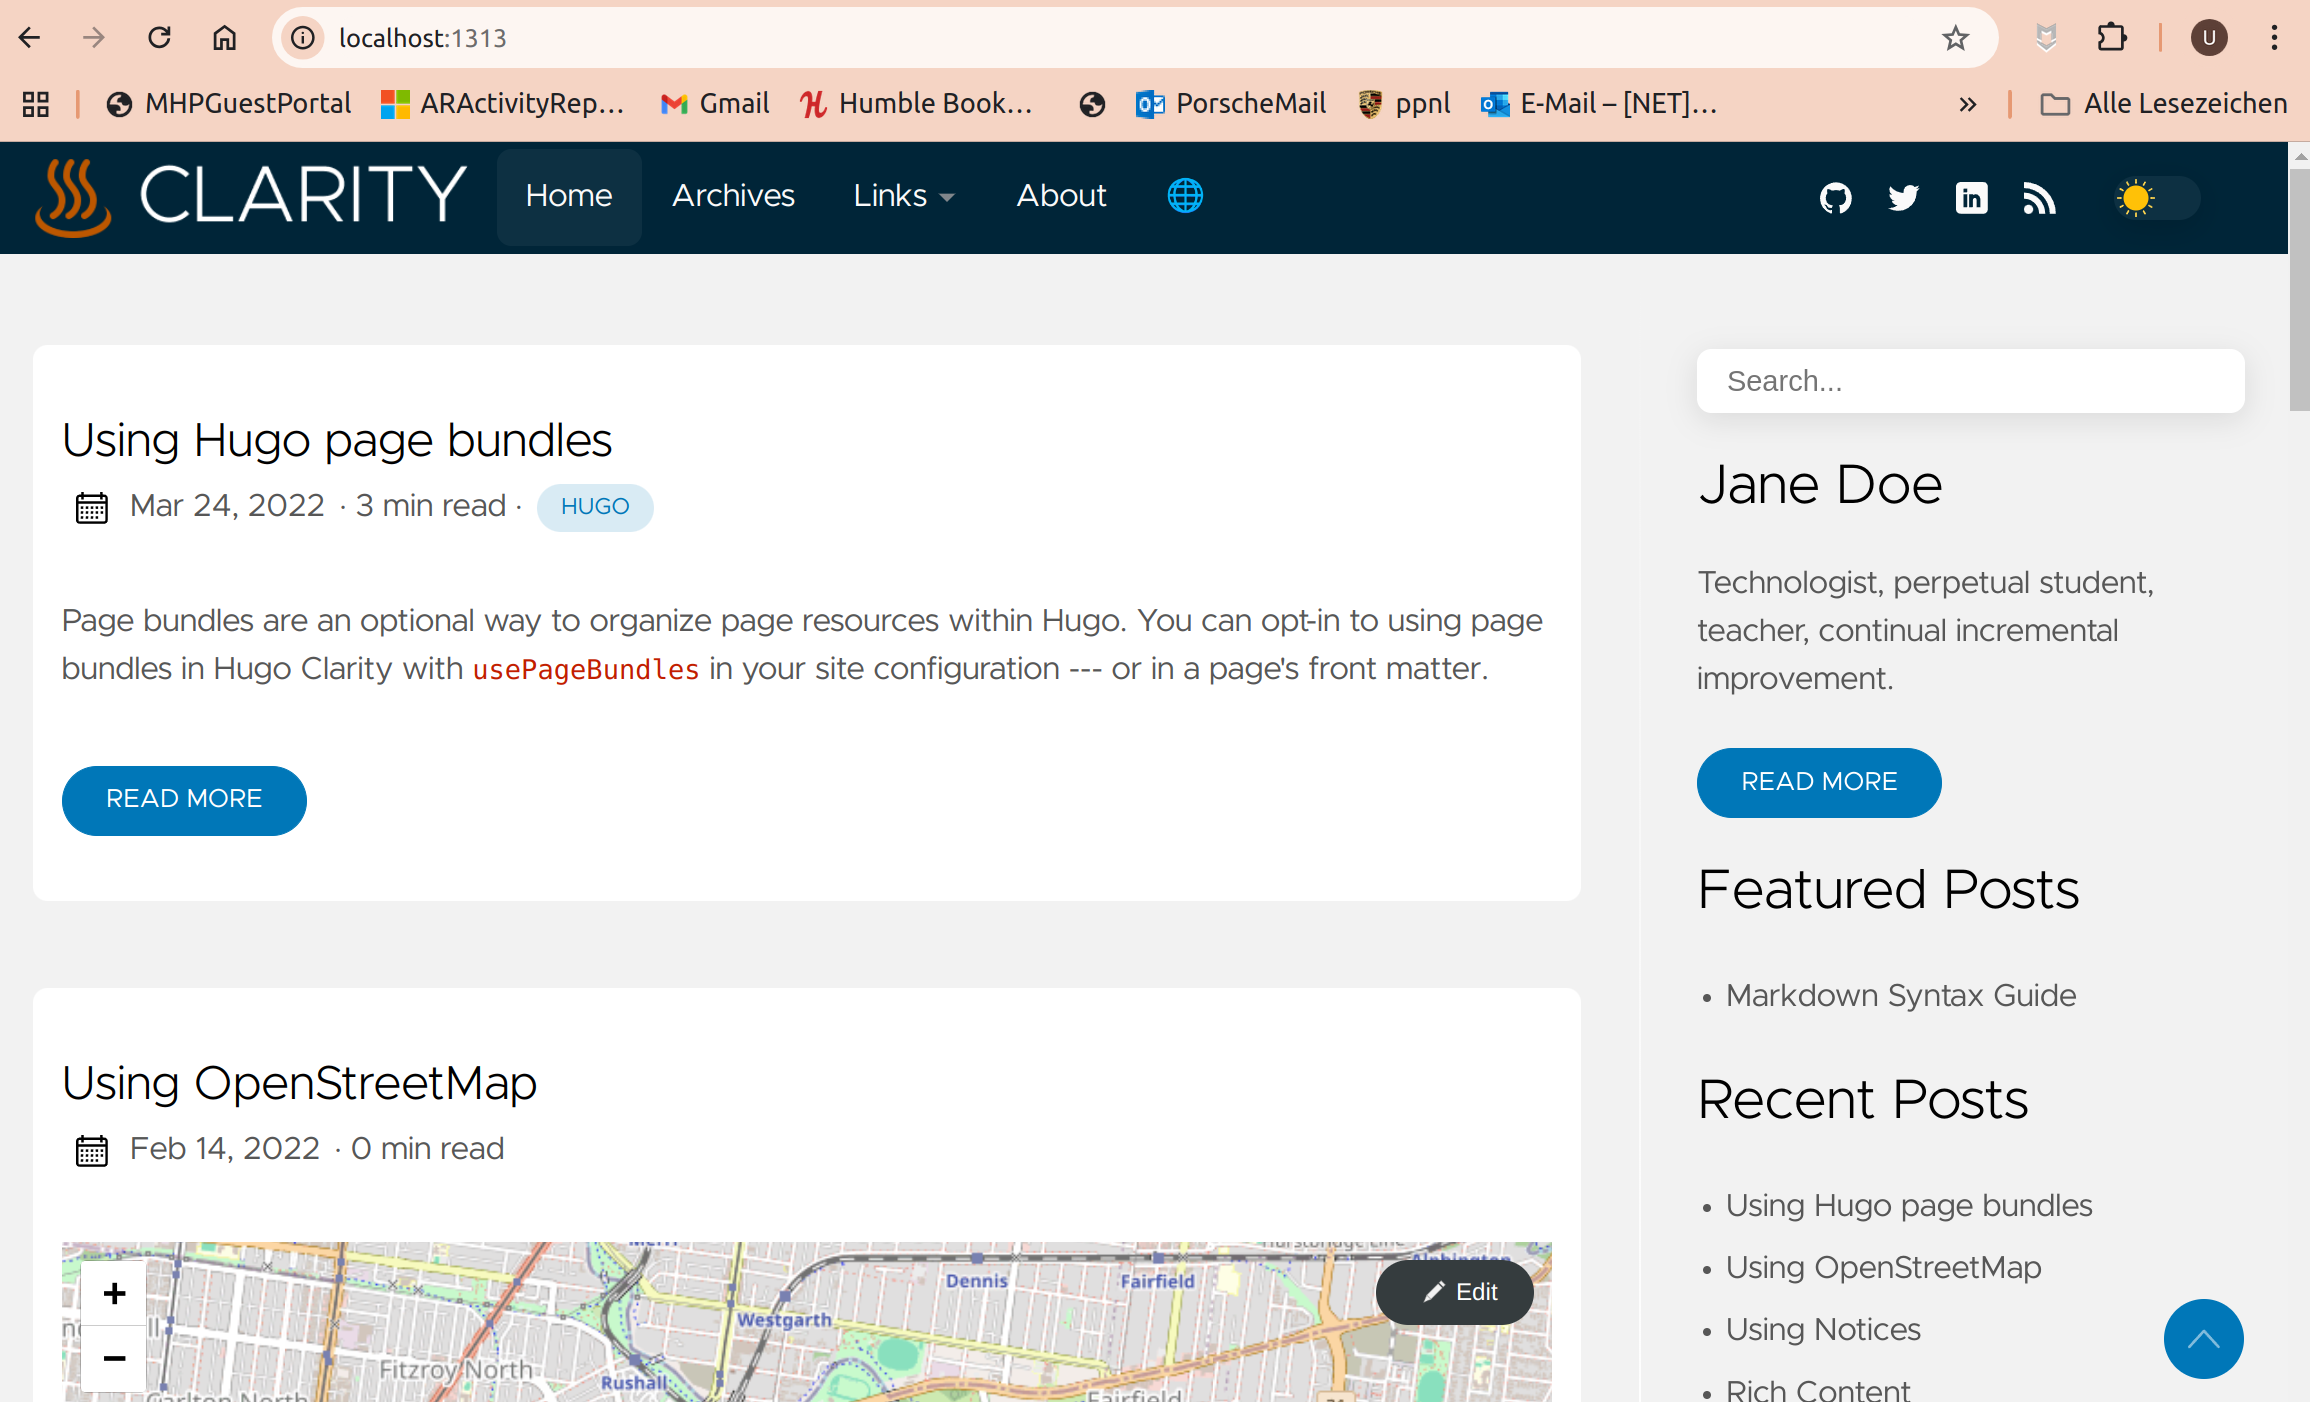 localhost:1313
U
MHPGuestPortal
ARActivityRep...
Gmail
Humble Book...
PorscheMail
ppnl
E-Mail – [NET]...
»
Alle Lesezeichen
CLARITY
Home
Archives
Links
About
Using Hugo page bundles
Mar 24, 2022 · 3 min read · HUGO
Page bundles are an optional way to organize page resources within Hugo. You can opt-in to using page
bundles in Hugo Clarity with usePageBundles in your site configuration --- or in a page's front matter.
READ MORE
Using OpenStreetMap
Feb 14, 2022 · 0 min read
+
−
Dennis
Fairfield
Alphington
Edit
Westgarth
Fitzroy North
Rushall
Carlton North
Fairfield
Search...
Jane Doe
Technologist, perpetual student,
teacher, continual incremental
improvement.
READ MORE
Featured Posts
• Markdown Syntax Guide
Recent Posts
• Using Hugo page bundles
• Using OpenStreetMap
• Using Notices
• Rich Content